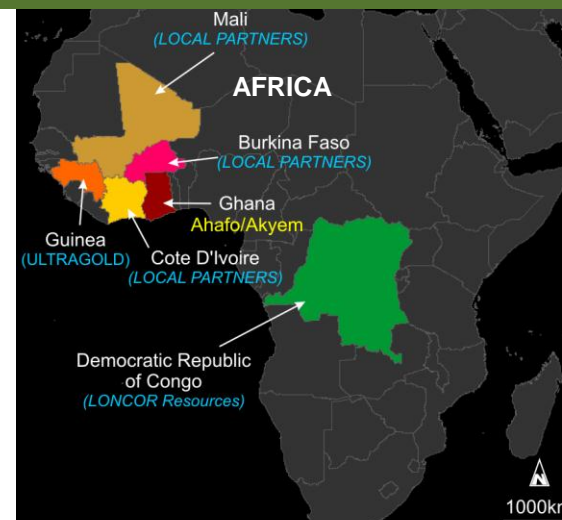 Mali
(LOCAL PARTNERS)
AFRICA
Burkina Faso
(LOCAL PARTNERS)
Ghana
Ahafo/Akyem
Guinea
(ULTRAGOLD)
Cote D'Ivoire
(LOCAL PARTNERS)
Democratic Republic
of Congo
(LONCOR Resources)
N
1000km